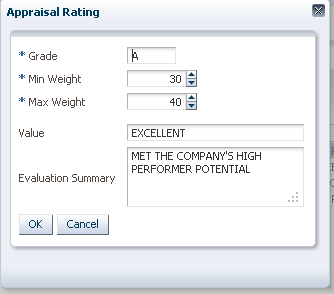 Appraisal Rating
* Grade A
* Min Weight 30
* Max Weight 40
Value EXCELLENT
Evaluation Summary MET THE COMPANY'S HIGH
PERFORMER POTENTIAL
OK Cancel